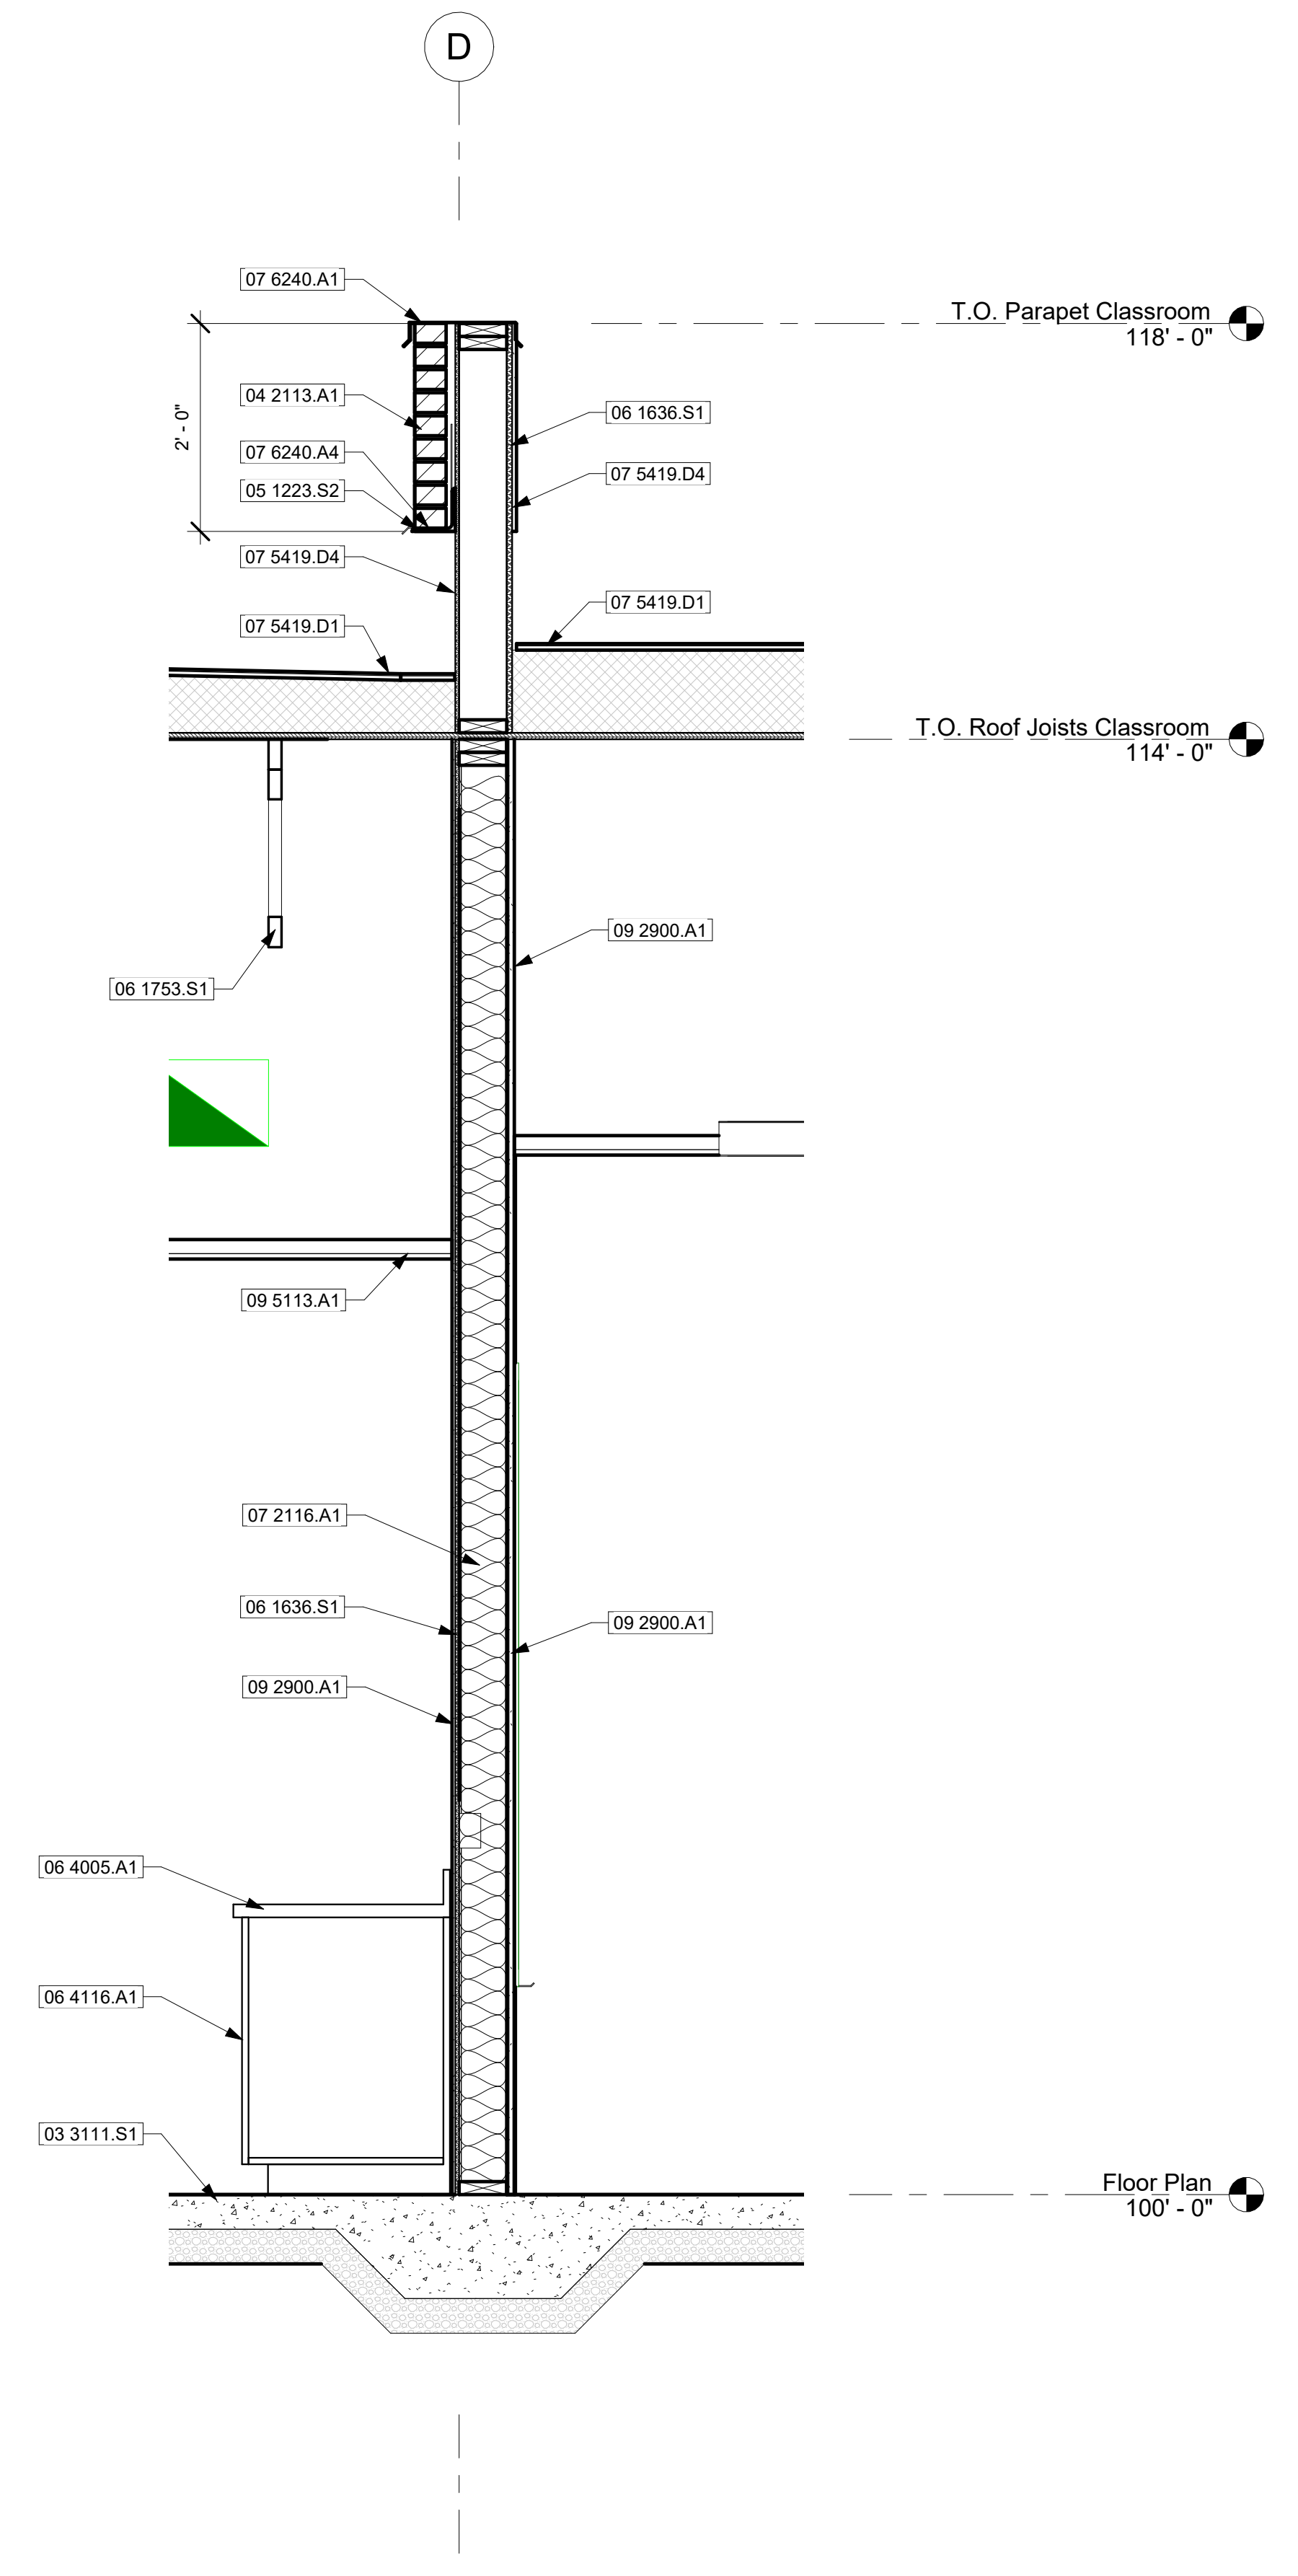 D
07 6240.A1
T.O. Parapet Classroom
118' - 0"
04 2113.A1
06 1636.S1
2' - 0"
07 6240.A4
07 5419.D4
05 1223.S2
07 5419.D4
07 5419.D1
07 5419.D1
T.O. Roof Joists Classroom
114' - 0"
09 2900.A1
06 1753.S1
09 5113.A1
07 2116.A1
06 1636.S1
09 2900.A1
09 2900.A1
06 4005.A1
06 4116.A1
03 3111.S1
Floor Plan
100' - 0"